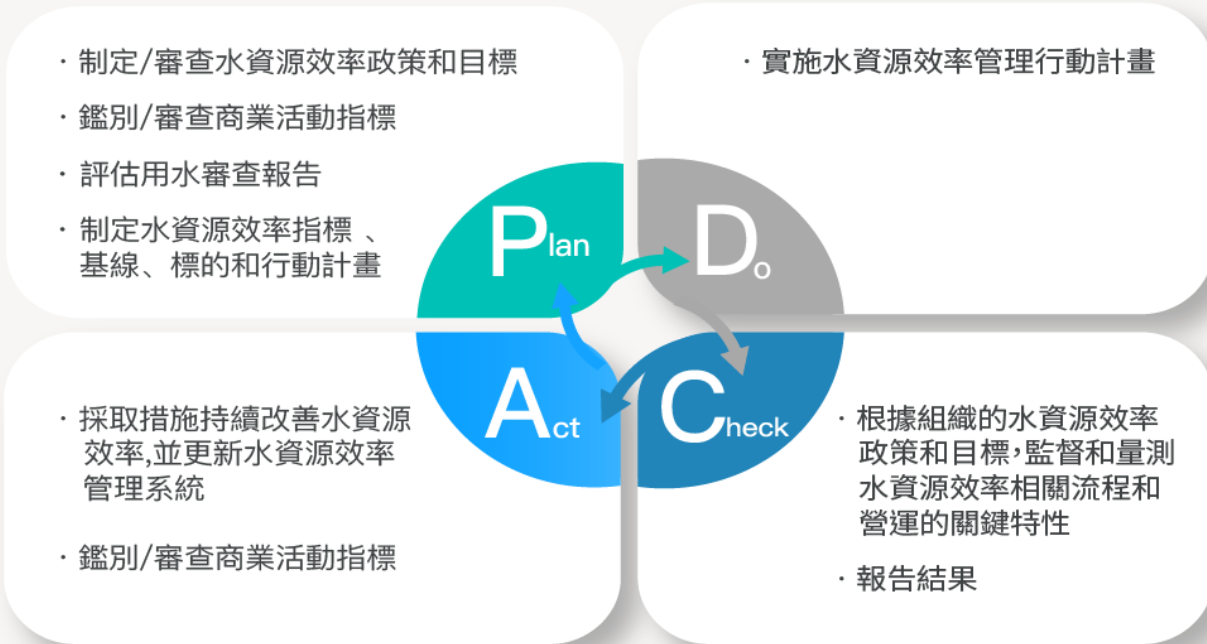 · 制定/審查水資源效率政策和目標
· 鑑別/審查商業活動指標
· 評估用水審查報告
· 制定水資源效率指標 、
基線、標的和行動計畫
· 實施水資源效率管理行動計畫
Plan
Do
Act
Check
· 採取措施持續改善水資源
效率,並更新水資源效率
管理系統
· 鑑別/審查商業活動指標
· 根據組織的水資源效率
政策和目標,監督和量測
水資源效率相關流程和
營運的關鍵特性
· 報告結果